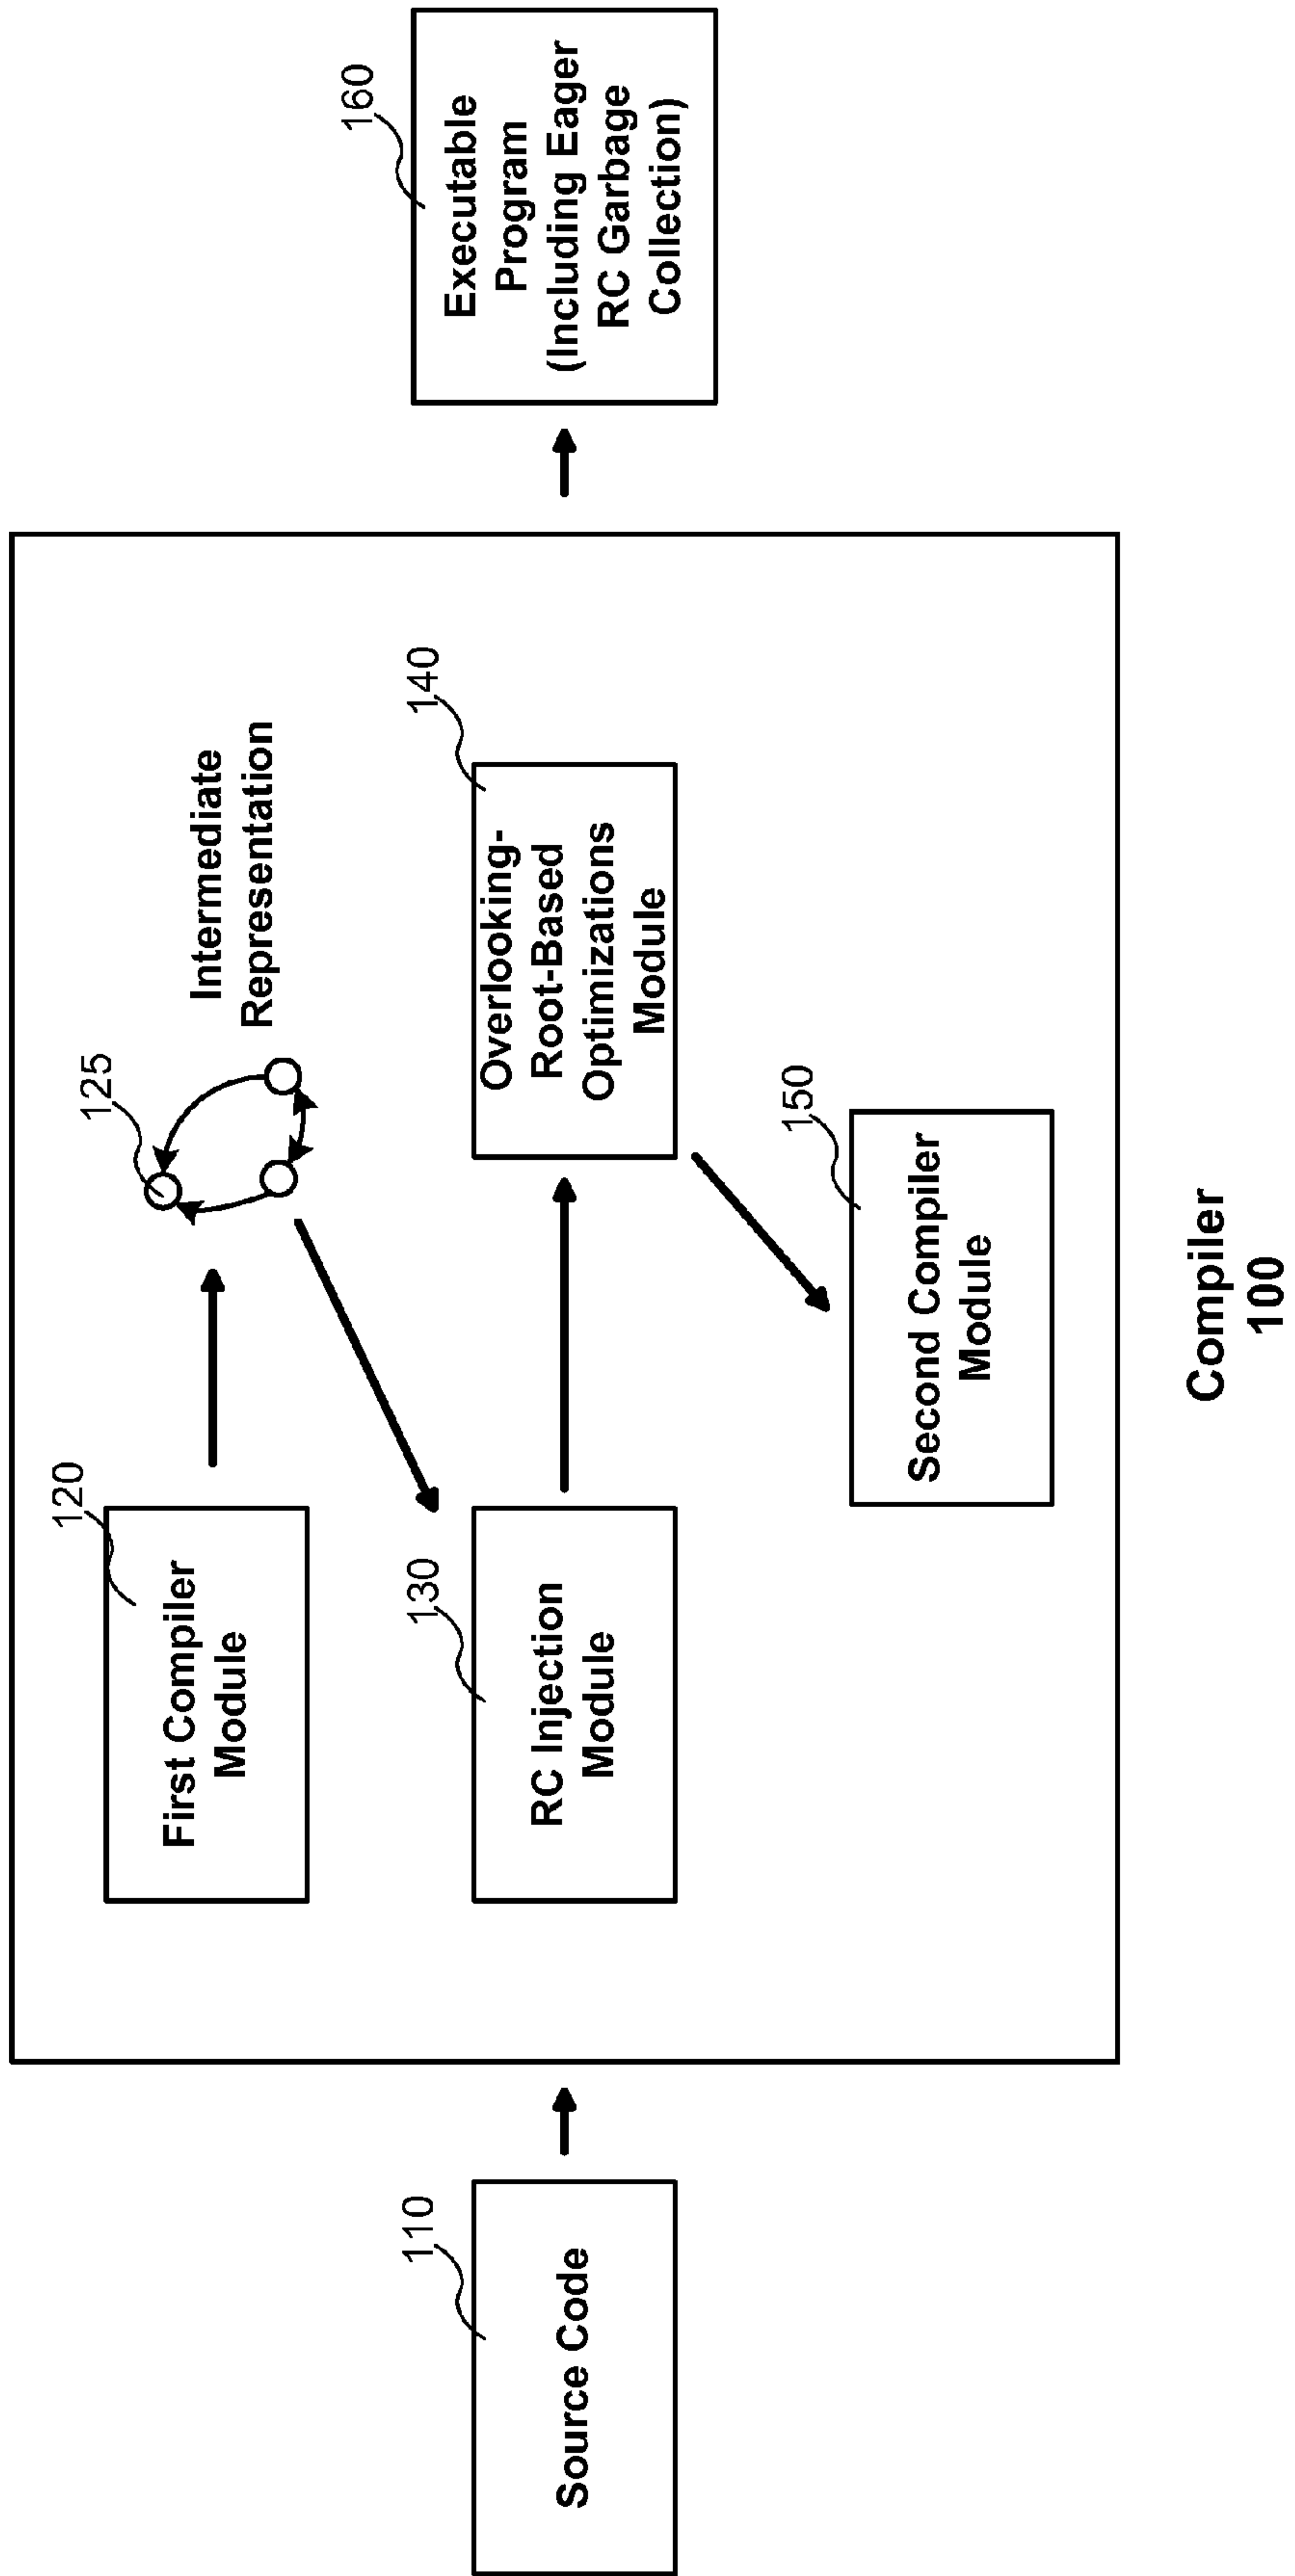 110
Source Code
120
First Compiler
Module
125
Intermediate
Representation
130
RC Injection
Module
140
Overlooking-
Root-Based
Optimizations
Module
150
Second Compiler
Module
160
Executable
Program
(Including Eager
RC Garbage
Collection)
Compiler
100